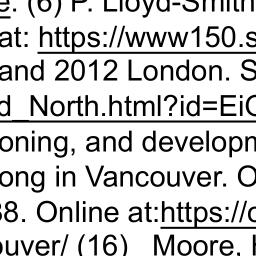 e. (6) P. Lloyd-Smith
at: https://www150.s
and 2012 London. S
d_North.html?id=EiC
oning, and developm
ong in Vancouver. O
38. Online at:https://c
ouver/ (16) Moore,